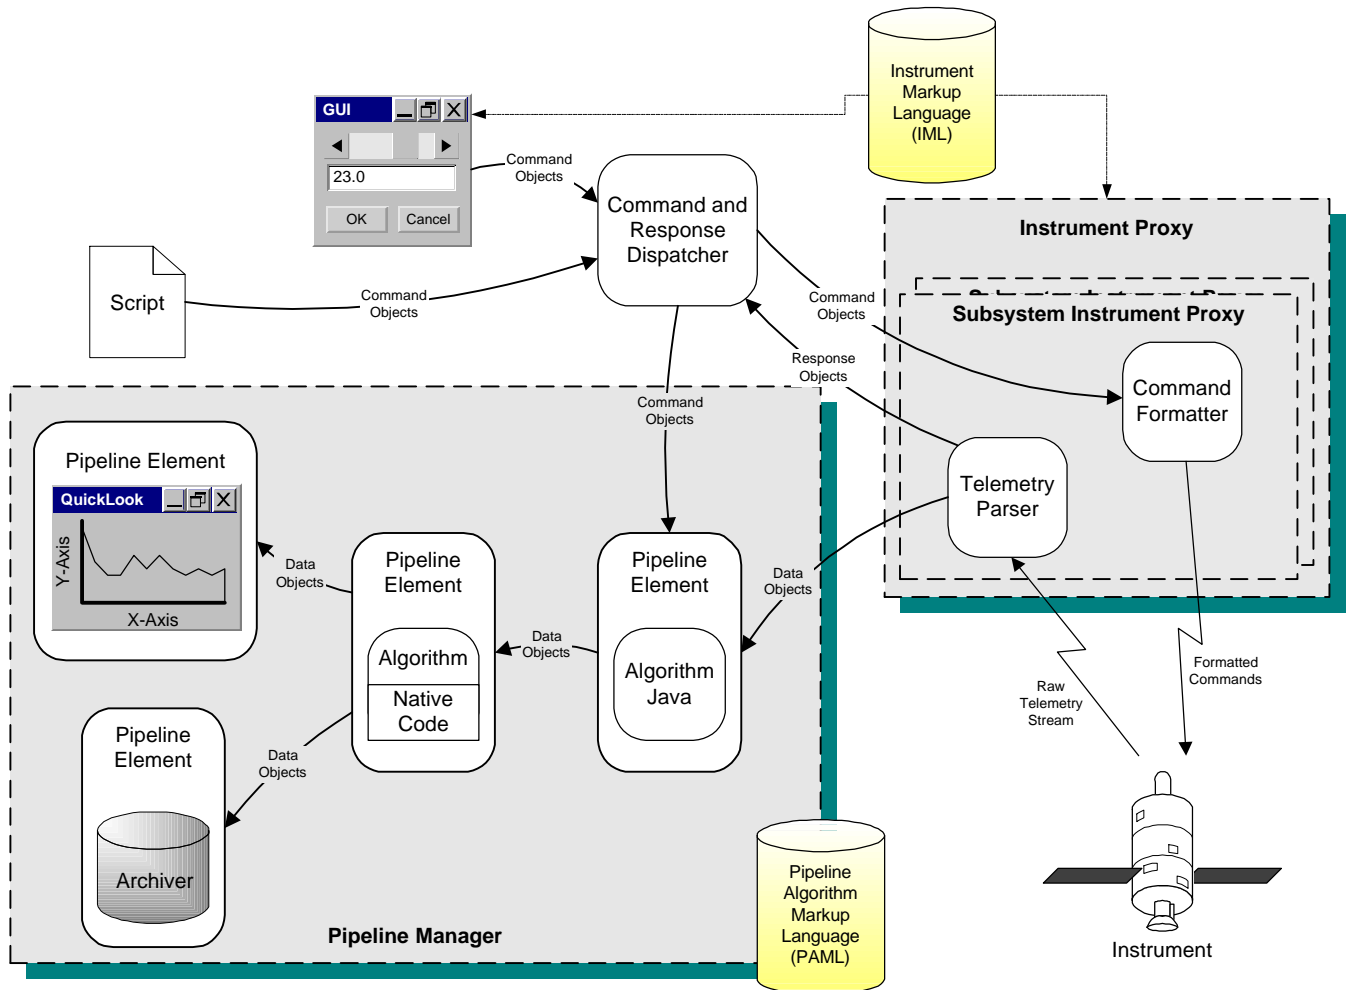 Instrument
Markup
Language
(IML)
GUI
23.0
OK
Cancel
Command
Objects
Command and
Response
Dispatcher
Script
Command
Objects
Command
Objects
Response
Objects
Command
Objects
Instrument Proxy
Subsystem Instrument Proxy
Command
Formatter
Telemetry
Parser
Pipeline Element
QuickLook
Y-Axis
X-Axis
Data
Objects
Pipeline
Element
Algorithm
Native
Code
Data
Objects
Pipeline
Element
Algorithm
Java
Data
Objects
Formatted
Commands
Raw
Telemetry
Stream
Pipeline
Element
Archiver
Data
Objects
Pipeline Manager
Pipeline
Algorithm
Markup
Language
(PAML)
Instrument